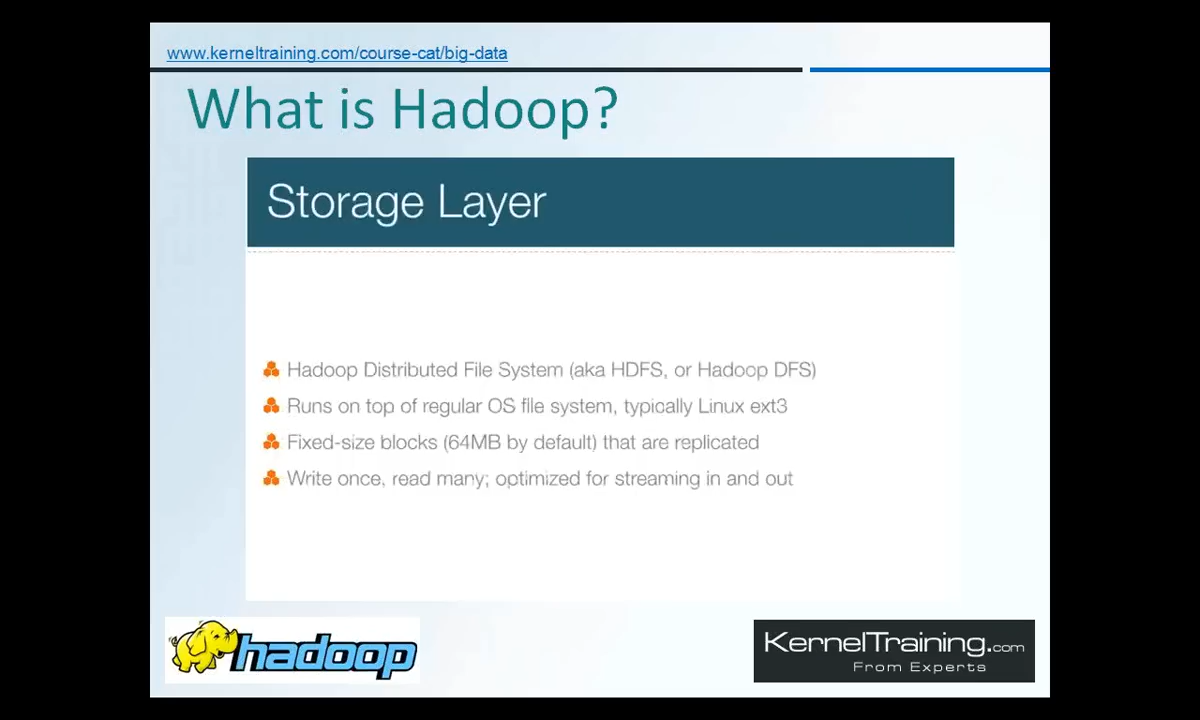 www.kerneltraining.com/course-cat/big-data
What is Hadoop?
Storage Layer
Hadoop Distributed File System (aka HDFS, or Hadoop DFS)
Runs on top of regular OS file system, typically Linux ext3
Fixed-size blocks (64MB by default) that are replicated
Write once, read many; optimized for streaming in and out
hadoop
KernelTraining.com
From Experts